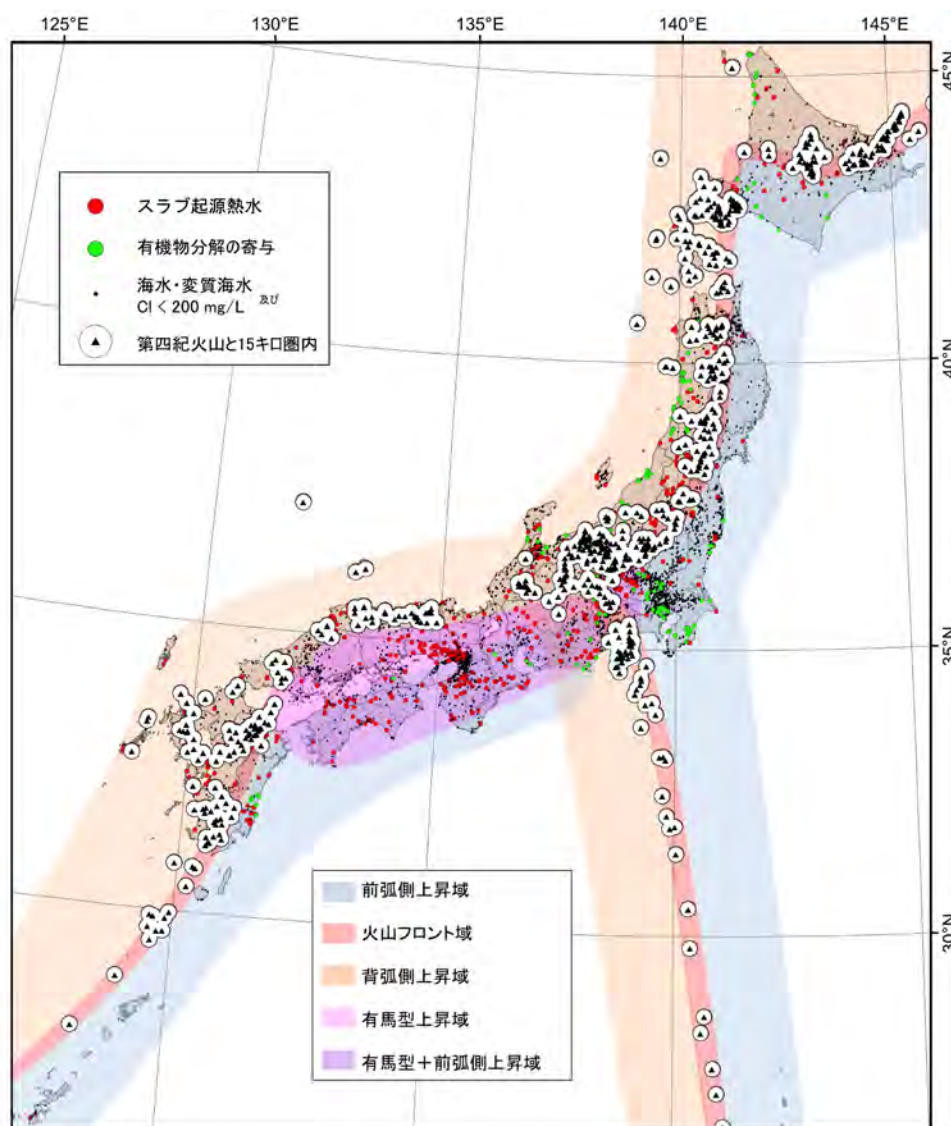 125°E 130°E 135°E 140°E 145°E
45°N
スラブ起源熱水
有機物分解の寄与
海水・変質海水 及び
Cl < 200 mg/L
第四紀火山と15キロ圏内
40°N
35°N
前弧側上昇域
火山フロント域
背弧側上昇域
有馬型上昇域
有馬型＋前弧側上昇域
30°N